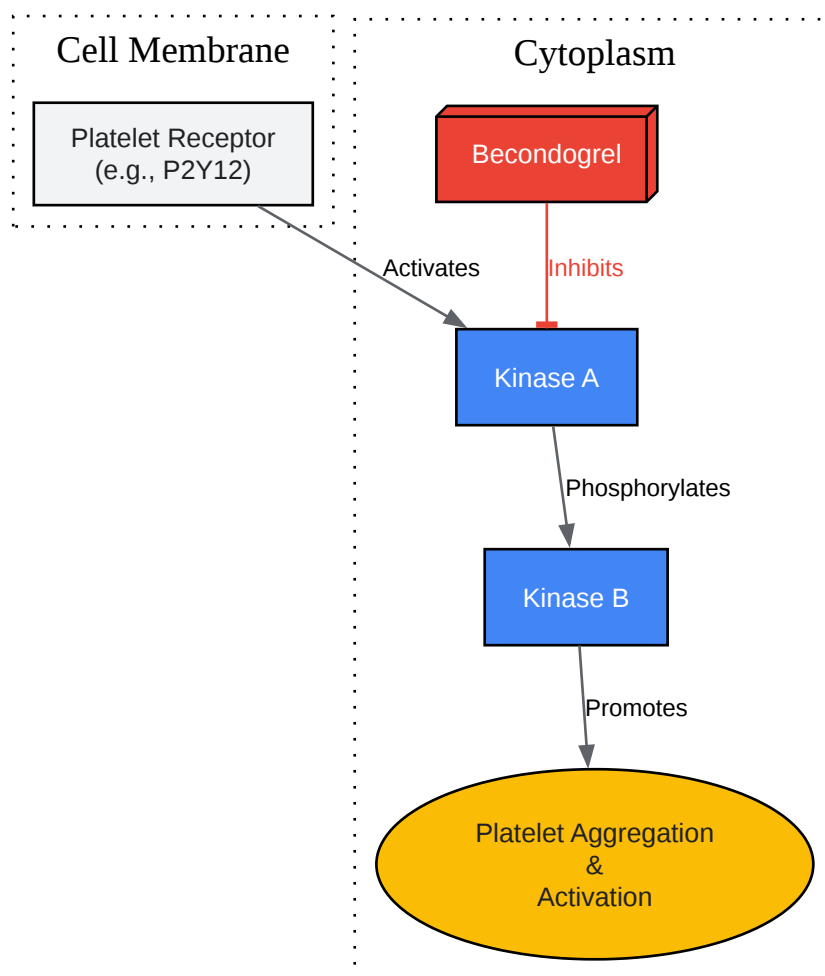 Cell Membrane
Cytoplasm
Platelet Receptor
(e.g., P2Y12)
Becondogrel
Activates
Inhibits
Kinase A
Phosphorylates
Kinase B
Promotes
Platelet Aggregation
&
Activation